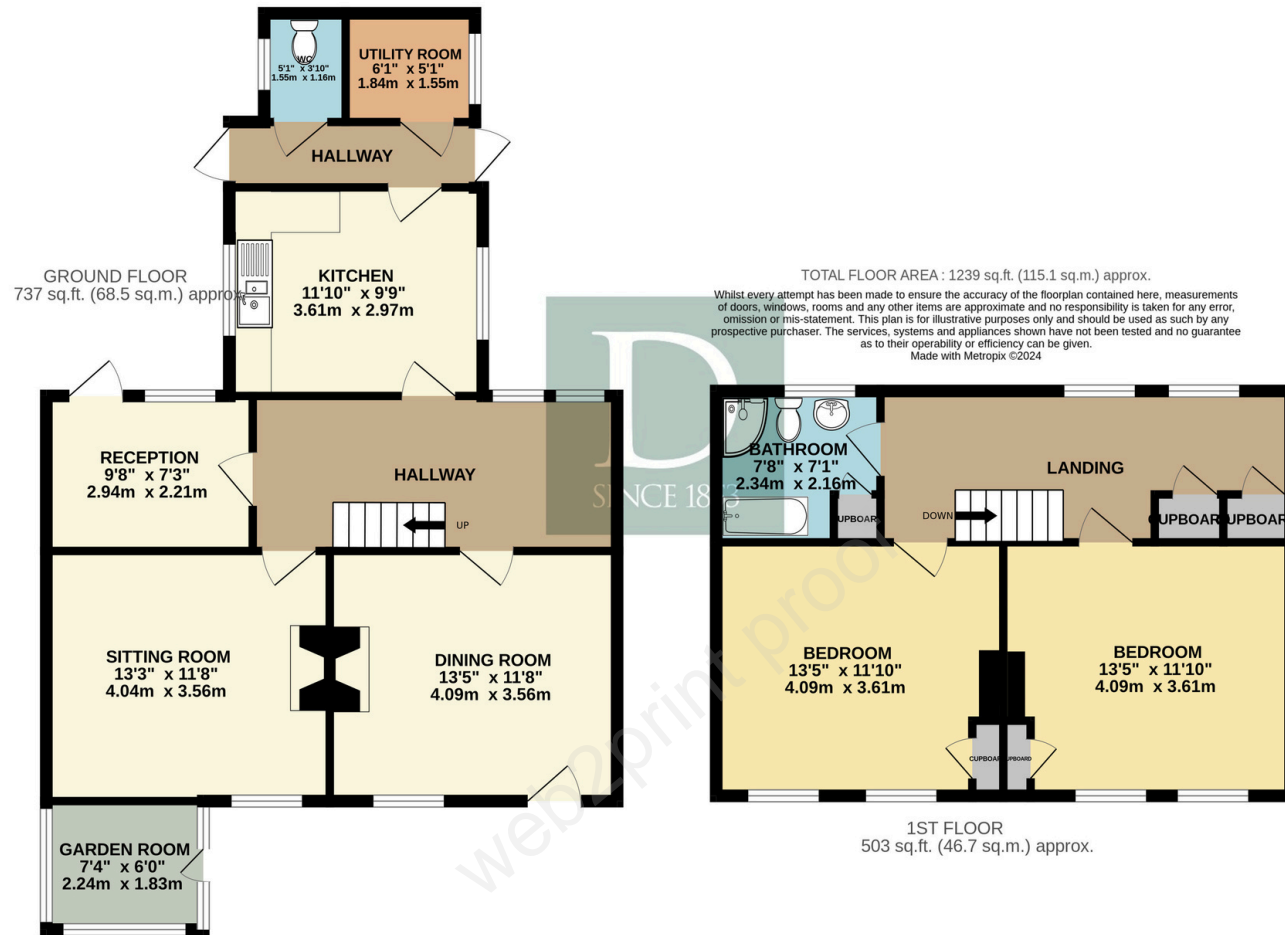 WC
5'1" x 3'10"
1.55m x 1.16m
UTILITY ROOM
6'1" x 5'1"
1.84m x 1.55m
HALLWAY
GROUND FLOOR
737 sq.ft. (68.5 sq.m.) approx.
KITCHEN
11'10" x 9'9"
3.61m x 2.97m
TOTAL FLOOR AREA : 1239 sq.ft. (115.1 sq.m.) approx.
Whilst every attempt has been made to ensure the accuracy of the floorplan contained here, measurements
of doors, windows, rooms and any other items are approximate and no responsibility is taken for any error,
omission or mis-statement. This plan is for illustrative purposes only and should be used as such by any
prospective purchaser. The services, systems and appliances shown have not been tested and no guarantee
as to their operability or efficiency can be given.
Made with Metropix ©2024
D
SINCE 1853
RECEPTION
9'8" x 7'3"
2.94m x 2.21m
HALLWAY
UP
BATHROOM
7'8" x 7'1"
2.34m x 2.16m
LANDING
UPBOARD
DOWN
CUPBOAR
UPBOAR
SITTING ROOM
13'3" x 11'8"
4.04m x 3.56m
DINING ROOM
13'5" x 11'8"
4.09m x 3.56m
BEDROOM
13'5" x 11'10"
4.09m x 3.61m
BEDROOM
13'5" x 11'10"
4.09m x 3.61m
CUPBOAR
UPBOARD
GARDEN ROOM
7'4" x 6'0"
2.24m x 1.83m
1ST FLOOR
503 sq.ft. (46.7 sq.m.) approx.
web2print proof